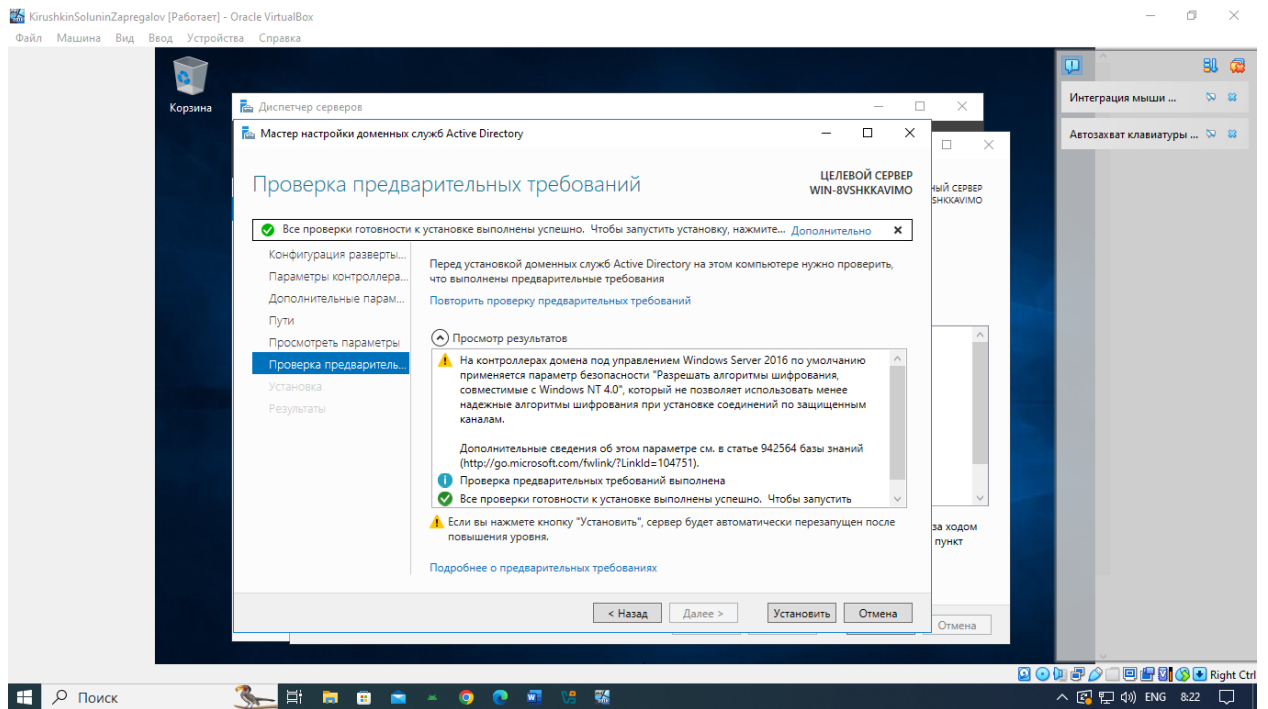 KirushkinSoluninZapregalov [Работает] - Oracle VirtualBox
Файл Машина Вид Ввод Устройства Справка
Корзина
Диспетчер серверов
Интеграция мыши ...
Автозахват клавиатуры ...
Мастер настройки доменных служб Active Directory
Проверка предварительных требований
ЦЕЛЕВОЙ СЕРВЕР
WIN-8VSHKKAVIMO
ный СЕРВЕР
SHKKAVIMO
Все проверки готовности к установке выполнены успешно. Чтобы запустить установку, нажмите... Дополнительно
Конфигурация разверты...
Параметры контроллера...
Дополнительные парам...
Пути
Просмотреть параметры
Проверка предваритель...
Установка
Результаты
Перед установкой доменных служб Active Directory на этом компьютере нужно проверить,
что выполнены предварительные требования
Повторить проверку предварительных требований
Просмотр результатов
На контроллерах домена под управлением Windows Server 2016 по умолчанию
применяется параметр безопасности "Разрешать алгоритмы шифрования,
совместимые с Windows NT 4.0", который не позволяет использовать менее
надежные алгоритмы шифрования при установке соединений по защищенным
каналам.
Дополнительные сведения об этом параметре см. в статье 942564 базы знаний
(http://go.microsoft.com/fwlink/?LinkId=104751).
Проверка предварительных требований выполнена
Все проверки готовности к установке выполнены успешно. Чтобы запустить
Если вы нажмете кнопку "Установить", сервер будет автоматически перезапущен после
повышения уровня.
за ходом
пункт
Подробнее о предварительных требованиях
< Назад
Далее >
Установить
Отмена
Отмена
Right Ctrl
Поиск
ENG
8:22